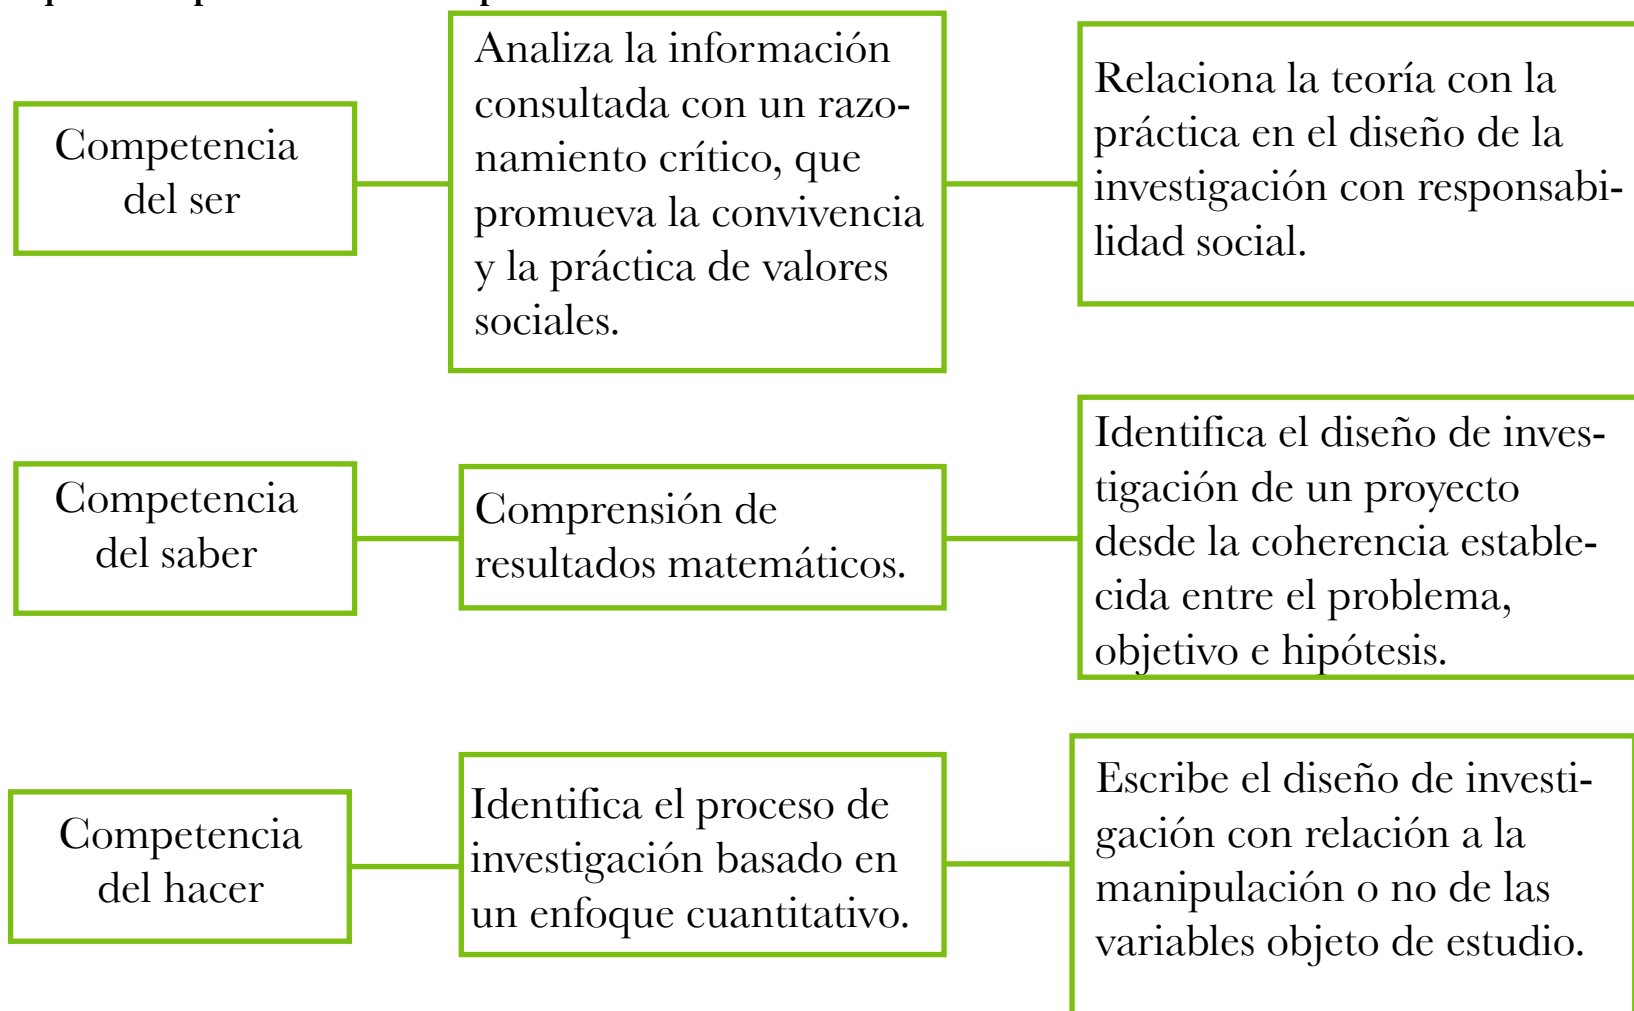 Competencia
del ser
Analiza la información
consultada con un razo-
namiento crítico, que
promueva la convivencia
y la práctica de valores
sociales.
Relaciona la teoría con la
práctica en el diseño de la
investigación con responsabi-
lidad social.
Competencia
del saber
Comprensión de
resultados matemáticos.
Identifica el diseño de inves-
tigación de un proyecto
desde la coherencia estable-
cida entre el problema,
objetivo e hipótesis.
Competencia
del hacer
Identifica el proceso de
investigación basado en
un enfoque cuantitativo.
Escribe el diseño de investi-
gación con relación a la
manipulación o no de las
variables objeto de estudio.